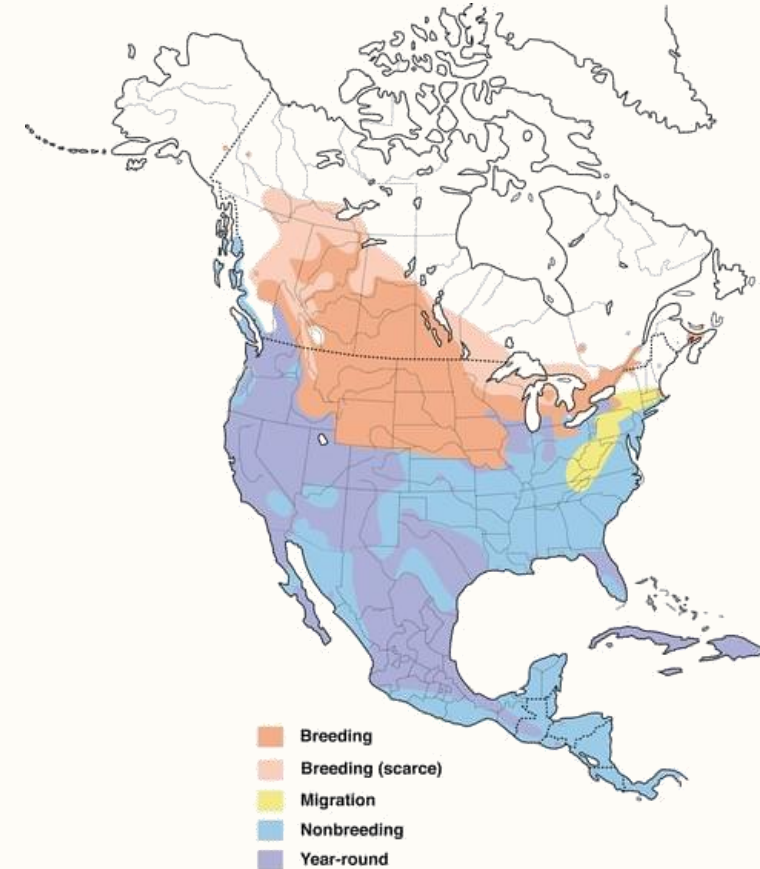 Breeding
Breeding (scarce)
Migration
Nonbreeding
Year-round